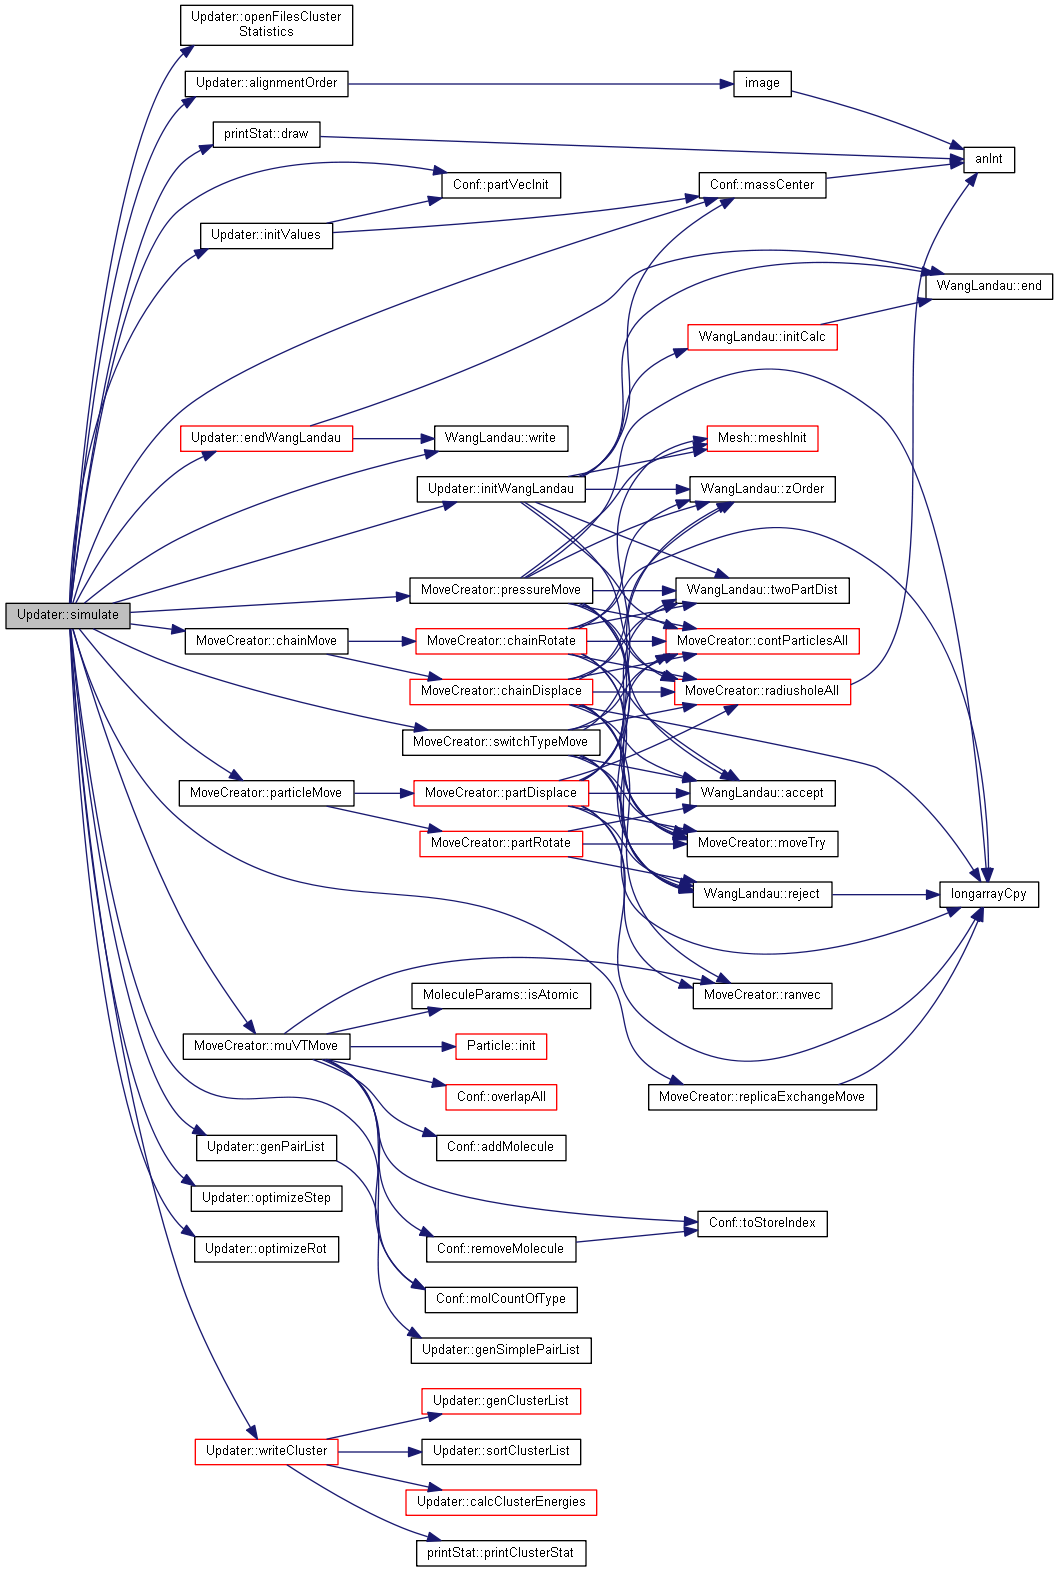 Updater::openFilesCluster
Statistics
Updater::alignmentOrder
image
printStat::draw
anInt
Conf::partVecInit
Conf::massCenter
Updater::initValues
WangLandau::end
WangLandau::initCalc
Updater::endWangLandau
WangLandau::write
Mesh::meshInit
Updater::initWangLandau
WangLandau::zOrder
MoveCreator::pressureMove
WangLandau::twoPartDist
Updater::simulate
MoveCreator::chainMove
MoveCreator::chainRotate
MoveCreator::contParticlesAll
MoveCreator::chainDisplace
MoveCreator::radiusholeAll
MoveCreator::switchTypeMove
MoveCreator::particleMove
MoveCreator::partDisplace
WangLandau::accept
MoveCreator::partRotate
MoveCreator::moveTry
WangLandau::reject
longarrayCpy
MoleculeParams::isAtomic
MoveCreator::ranvec
MoveCreator::muVTMove
Particle::init
Conf::overlapAll
MoveCreator::replicaExchangeMove
Updater::genPairList
Conf::addMolecule
Updater::optimizeStep
Conf::toStoreIndex
Updater::optimizeRot
Conf::removeMolecule
Conf::molCountOfType
Updater::genSimplePairList
Updater::genClusterList
Updater::writeCluster
Updater::sortClusterList
Updater::calcClusterEnergies
printStat::printClusterStat